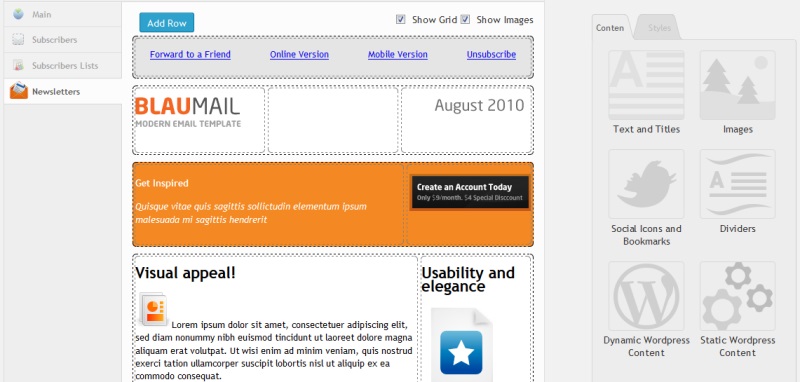 Main
Subscribers
Subscribers Lists
Newsletters
Add Row
Show Grid Show Images
Forward to a Friend Online Version Mobile Version Unsubscribe
BLAUMAIL
MODERN EMAIL TEMPLATE
August 2010
Get Inspired
Quisque vitae quis sagittis sollictudin elementum ipsum
malesuada mi sagittis hendrerit
Create an Account Today
Only $9/month. $4 Special Disccount
Visual appeal!
Lorem ipsum dolor sit amet, consectetuer adipiscing elit,
sed diam nonummy nibh euismod tincidunt ut laoreet dolore magna
aliquam erat volutpat. Ut wisi enim ad minim veniam, quis nostrud
exerci tation ullamcorper suscipit lobortis nisl ut aliquip ex ea
commodo consequat.
Usability and
elegance
Conten Styles
Text and Titles
Images
Social Icons and
Bookmarks
Dividers
Dynamic Wordpress
Content
Static Wordpress
Content